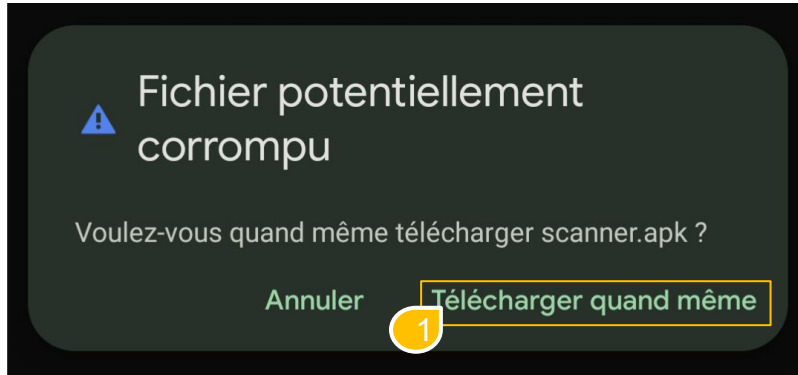 Fichier potentiellement
corrompu
Voulez-vous quand même télécharger scanner.apk ?
Annuler Télécharger quand même
1